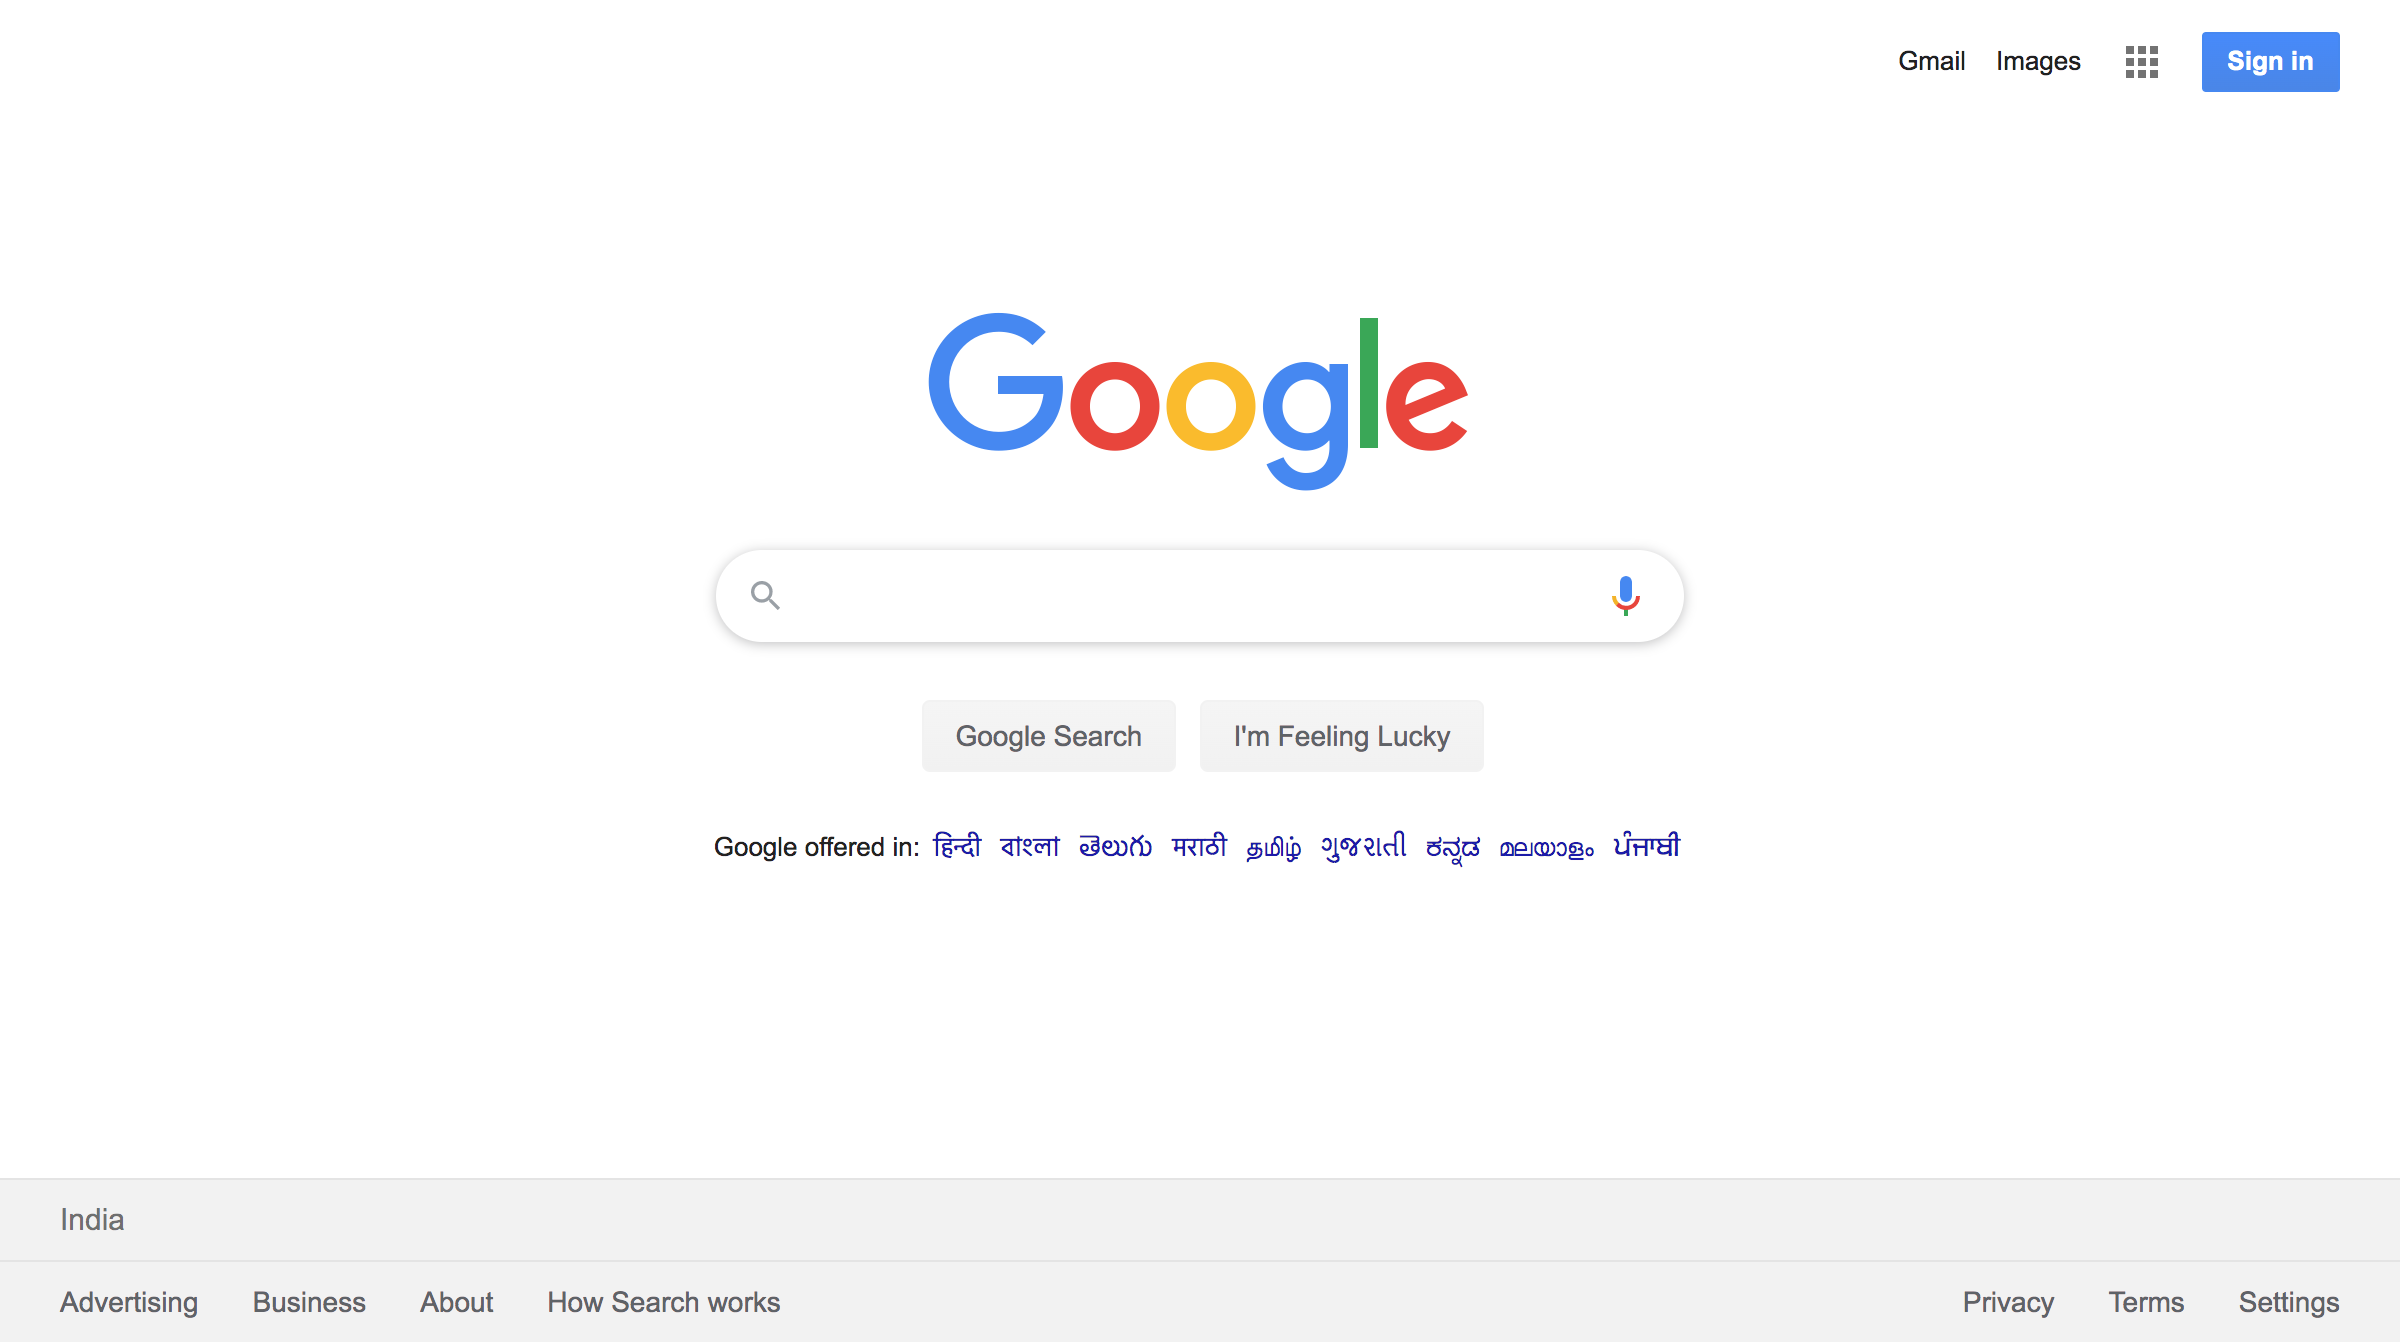 Gmail Images Sign in
Google
Google Search I'm Feeling Lucky
Google offered in: हिन्दी বাংলা తెలుగు मराठी தமிழ் ગુજરાતી ಕನ್ನಡ മലയാളം ਪੰਜਾਬੀ
India
Advertising Business About How Search works Privacy Terms Settings